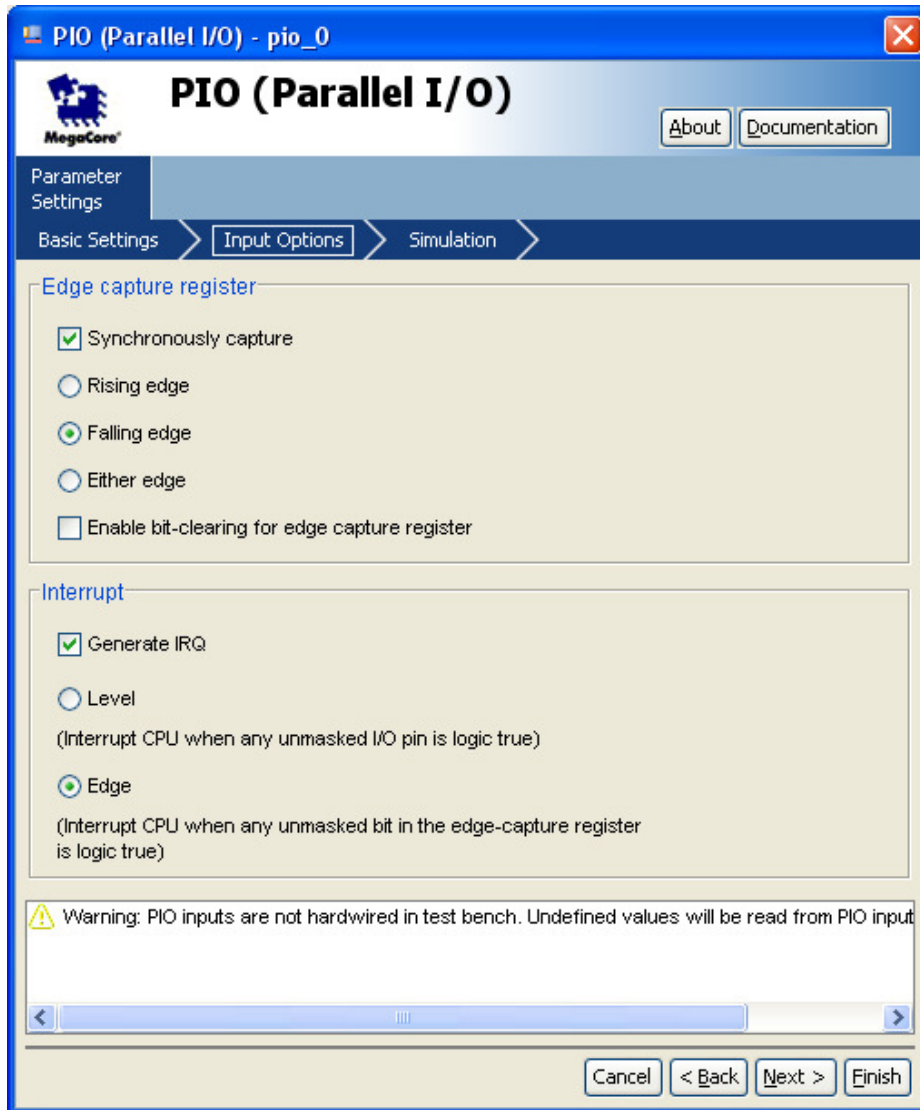 PIO (Parallel I/O) - pio_0
MegaCore®
PIO (Parallel I/O)
About
Documentation
Parameter
Settings
Basic Settings
Input Options
Simulation
Edge capture register
Synchronously capture
Rising edge
Falling edge
Either edge
Enable bit-clearing for edge capture register
Interrupt
Generate IRQ
Level
(Interrupt CPU when any unmasked I/O pin is logic true)
Edge
(Interrupt CPU when any unmasked bit in the edge-capture register
is logic true)
Warning: PIO inputs are not hardwired in test bench. Undefined values will be read from PIO input
Cancel
< Back
Next >
Finish